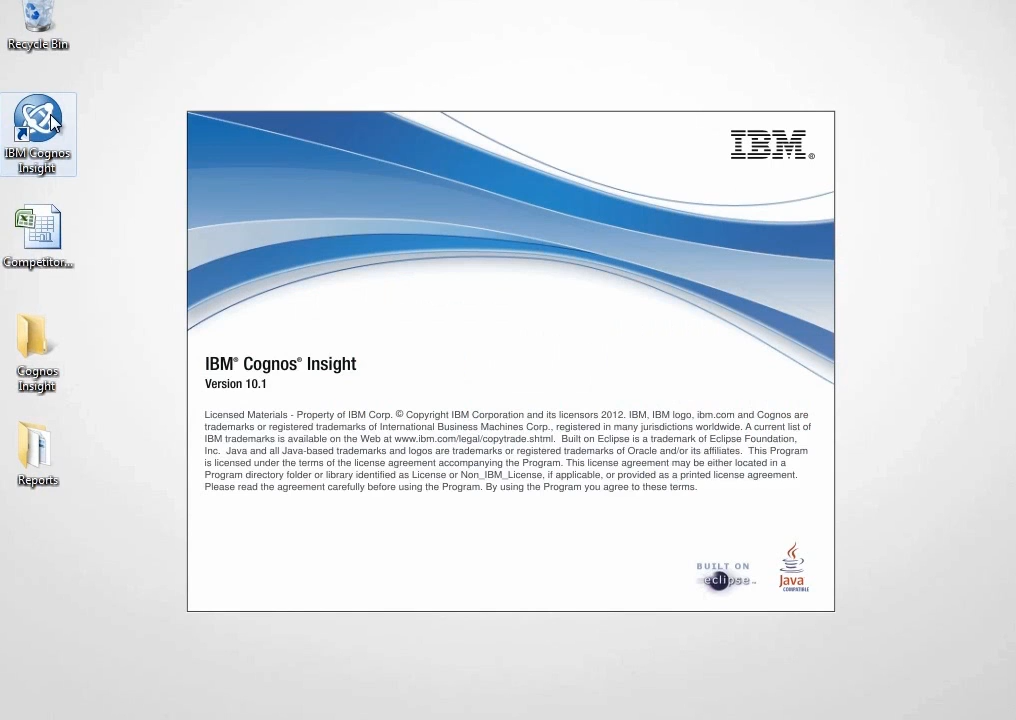 Recycle Bin
IBM Cognos
Insight
Competitor...
Cognos
Insight
Reports
IBM®
IBM® Cognos® Insight
Version 10.1
Licensed Materials - Property of IBM Corp. © Copyright IBM Corporation and its licensors 2012. IBM, IBM logo, ibm.com and Cognos are
trademarks or registered trademarks of International Business Machines Corp., registered in many jurisdictions worldwide. A current list of
IBM trademarks is available on the Web at www.ibm.com/legal/copytrade.shtml. Built on Eclipse is a trademark of Eclipse Foundation,
Inc. Java and all Java-based trademarks and logos are trademarks or registered trademarks of Oracle and/or its affiliates. This Program
is licensed under the terms of the license agreement accompanying the Program. This license agreement may be either located in a
Program directory folder or library identified as License or Non_IBM_License, if applicable, or provided as a printed license agreement.
Please read the agreement carefully before using the Program. By using the Program you agree to these terms.
BUILT ON
eclipse™
Java
COMPATIBLE